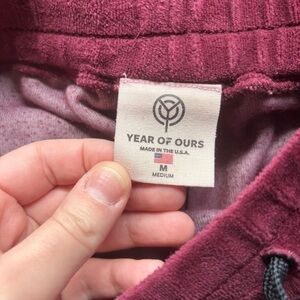 YEAR OF OURS
MADE IN THE U.S.A.
M
MEDIUM